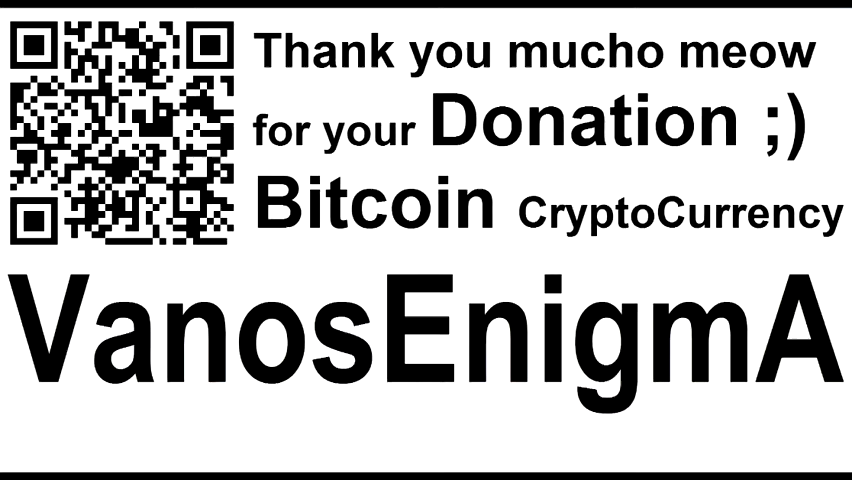 Thank you mucho meow
for your Donation ;)
Bitcoin CryptoCurrency
VanosEnigmA